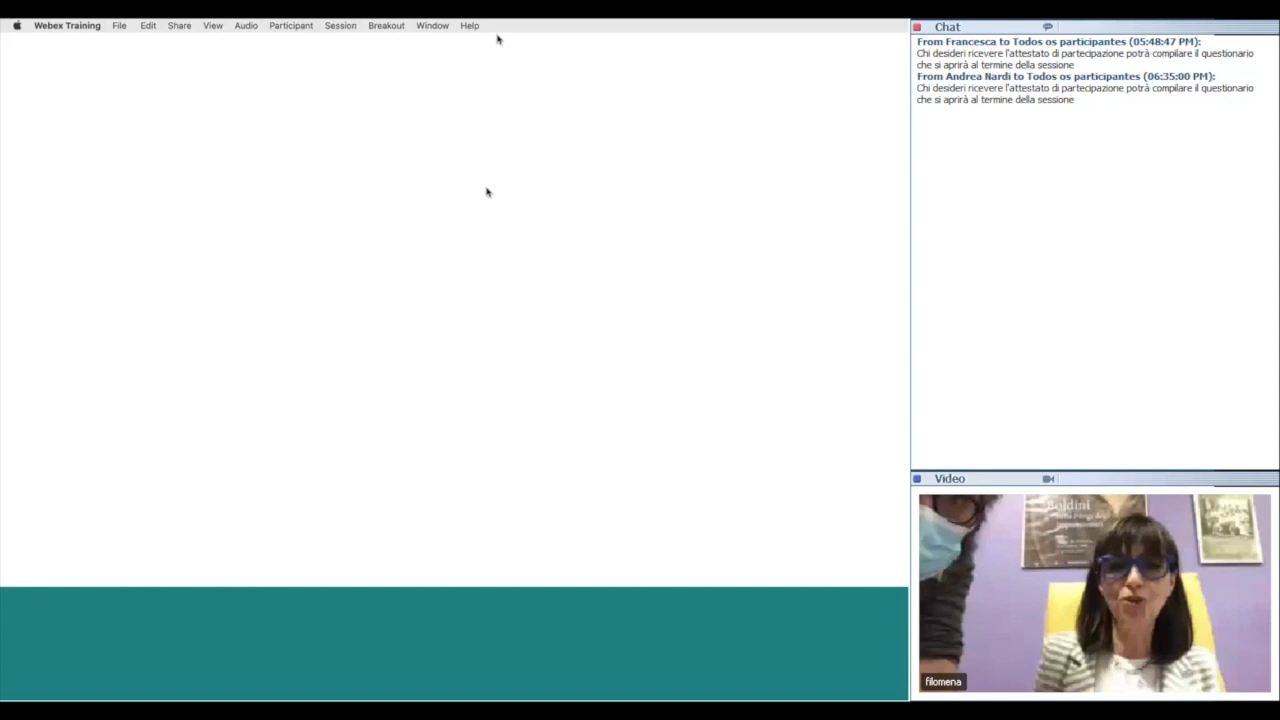 Webex Training File Edit Share View Audio Participant Session Breakout Window Help
Chat
From Francesca to Todos os participantes (05:48:47 PM):
Chi desideri ricevere l'attestato di partecipazione potrà compilare il questionario
che si aprirà al termine della sessione
From Andrea Nardi to Todos os participantes (06:35:00 PM):
Chi desideri ricevere l'attestato di partecipazione potrà compilare il questionario
che si aprirà al termine della sessione
Video
Boldini
filomena